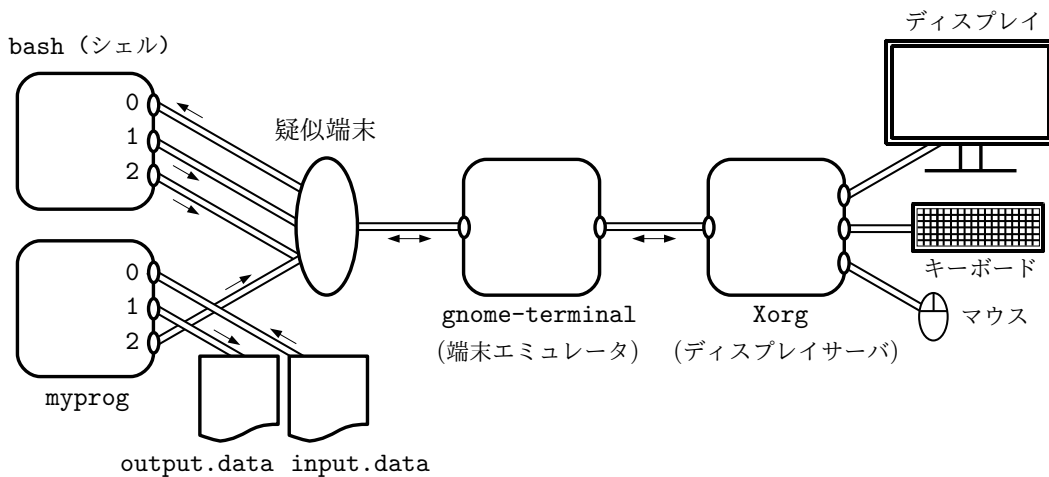 ディスプレイ
bash（シェル）
0
1
2
疑似端末
0
1
2
キーボード
マウス
gnome-terminal
(端末エミュレータ)
Xorg
(ディスプレイサーバ)
myprog
output.data
input.data